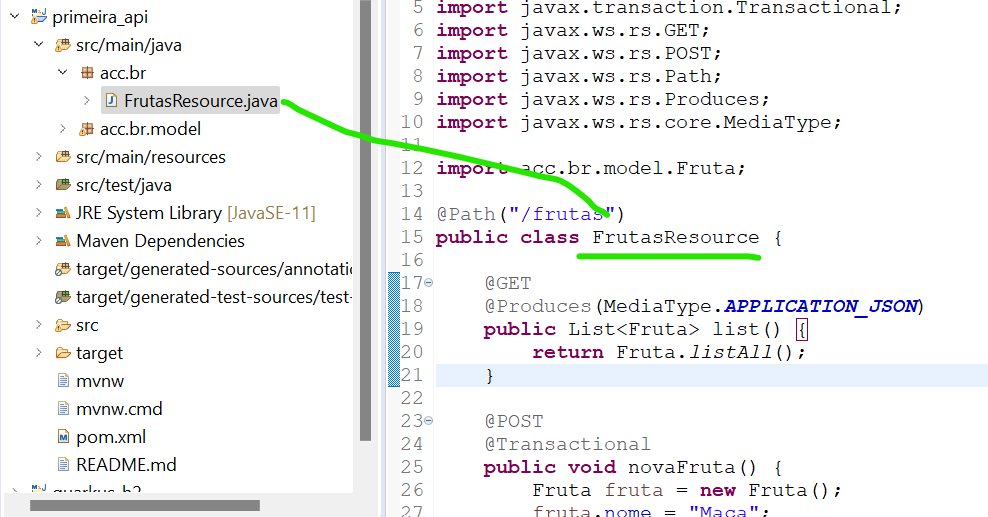 primeira_api
src/main/java
acc.br
FrutasResource.java
acc.br.model
src/main/resources
src/test/java
JRE System Library [JavaSE-11]
Maven Dependencies
target/generated-sources/annotatio
target/generated-test-sources/test-
src
target
mvnw
mvnw.cmd
pom.xml
README.md
quarkus-h2
5 import javax.transaction.Transactional;
6 import javax.ws.rs.GET;
7 import javax.ws.rs.POST;
8 import javax.ws.rs.Path;
9 import javax.ws.rs.Produces;
10 import javax.ws.rs.core.MediaType;
11
12 import acc.br.model.Fruta;
13
14 @Path("/frutas")
15 public class FrutasResource {
16
17 @GET
18 @Produces(MediaType.APPLICATION_JSON)
19 public List<Fruta> list() {
20 return Fruta.listAll();
21 }
22
23 @POST
24 @Transactional
25 public void novaFruta() {
26 Fruta fruta = new Fruta();
27 fruta.nome = "Maca";